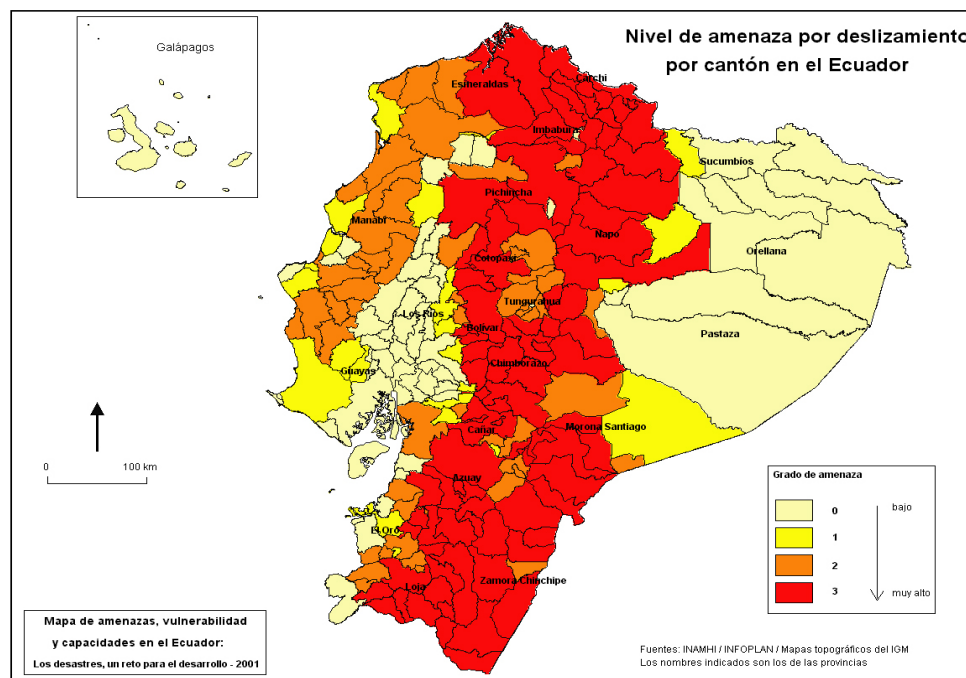 Galápagos
Nivel de amenaza por deslizamiento
por cantón en el Ecuador
Esmeraldas
Carchi
Imbabura
Sucumbíos
Pichincha
Manabí
Napo
Orellana
Cotopaxi
Tungurahua
Los Ríos
Bolívar
Pastaza
Chimborazo
Guayas
Cañar
Morona Santiago
Azuay
El Oro
Loja
Zamora Chinchipe
0 100 km
Grado de amenaza
0 bajo
1
2
3 muy alto
Mapa de amenazas, vulnerabilidad
y capacidades en el Ecuador:
Los desastres, un reto para el desarrollo - 2001
Fuentes: INAMHI / INFOPLAN / Mapas topográficos del IGM
Los nombres indicados son los de las provincias